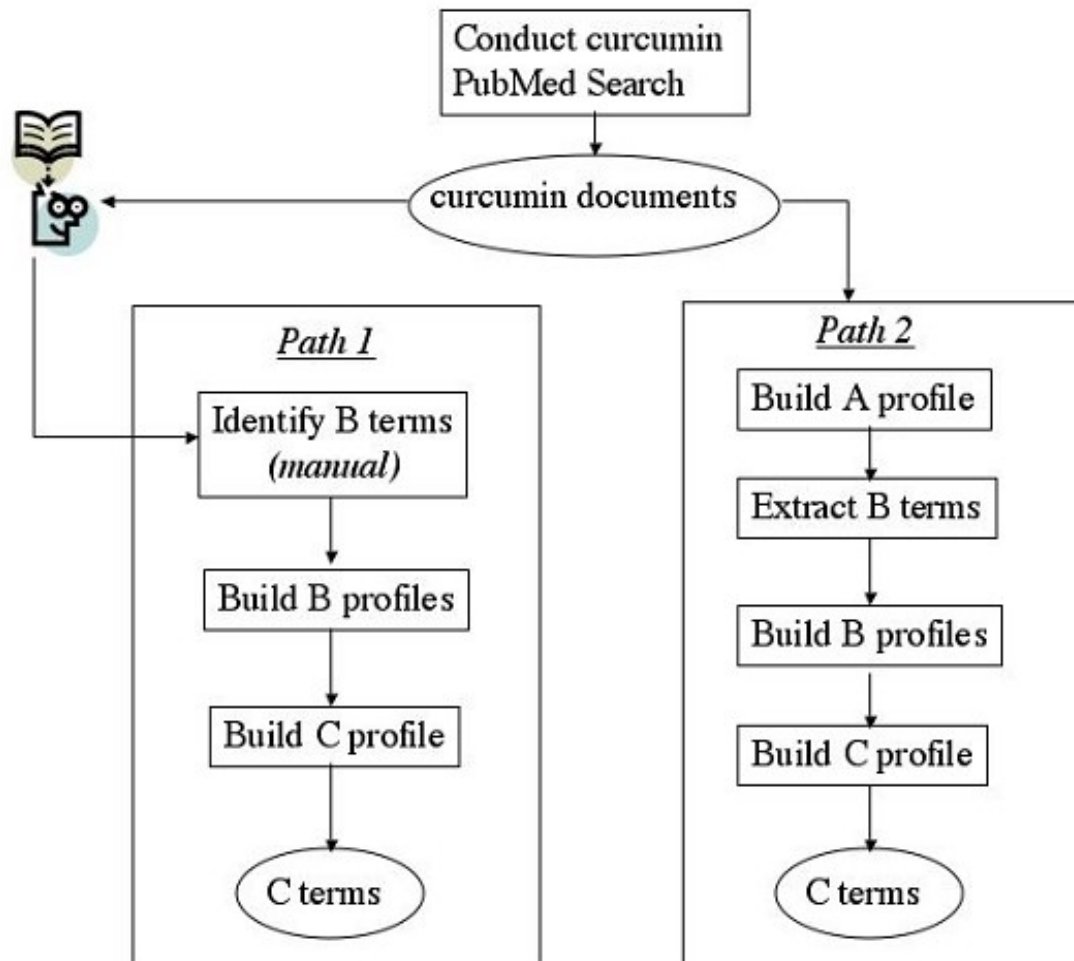 Conduct curcumin
PubMed Search
curcumin documents
Path 1
Identify B terms
(manual)
Build B profiles
Build C profile
C terms
Path 2
Build A profile
Extract B terms
Build B profiles
Build C profile
C terms